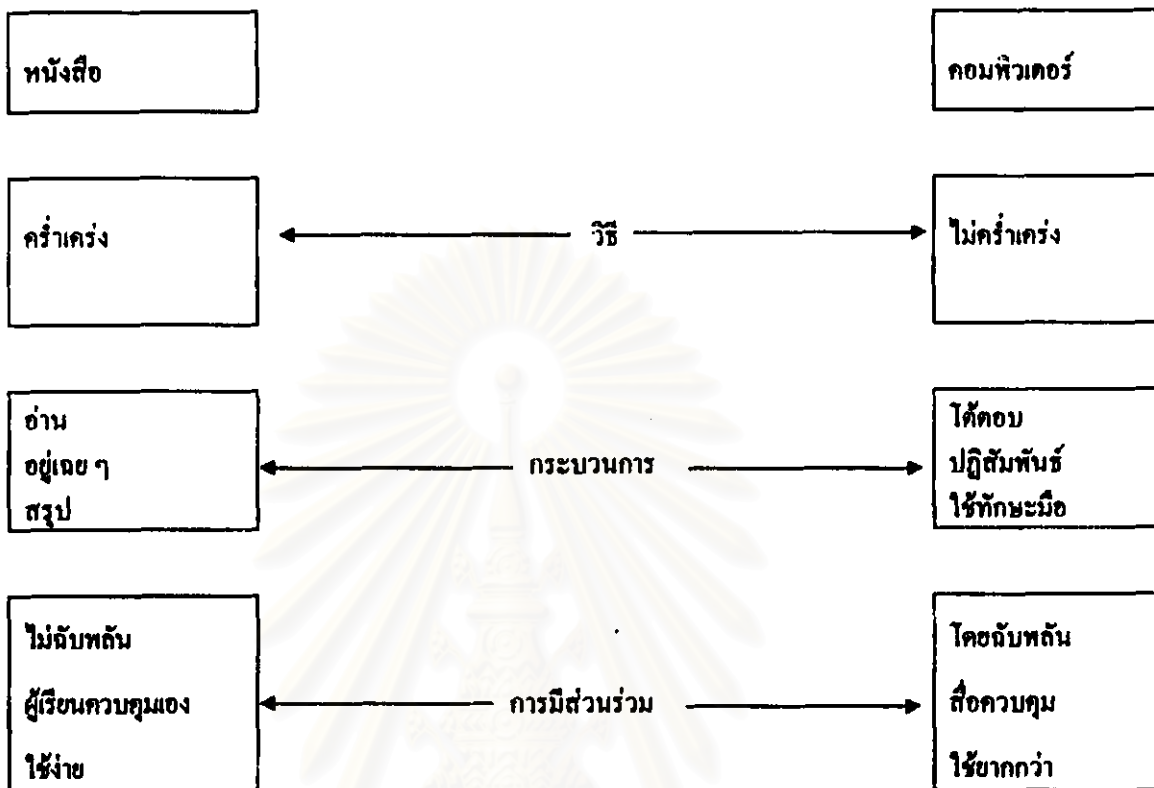 หนังสือ
คอมพิวเตอร์
คร่ำเคร่ง
วิธี
ไม่คร่ำเคร่ง
อ่าน
อยู่เฉย ๆ
สรุป
กระบวนการ
โต้ตอบ
ปฏิสัมพันธ์
ใช้ทักษะมือ
ไม่ฉับพลัน
ผู้เรียนควบคุมเอง
ใช้ง่าย
การมีส่วนร่วม
โดยฉับพลัน
สื่อควบคุม
ใช้ยากกว่า